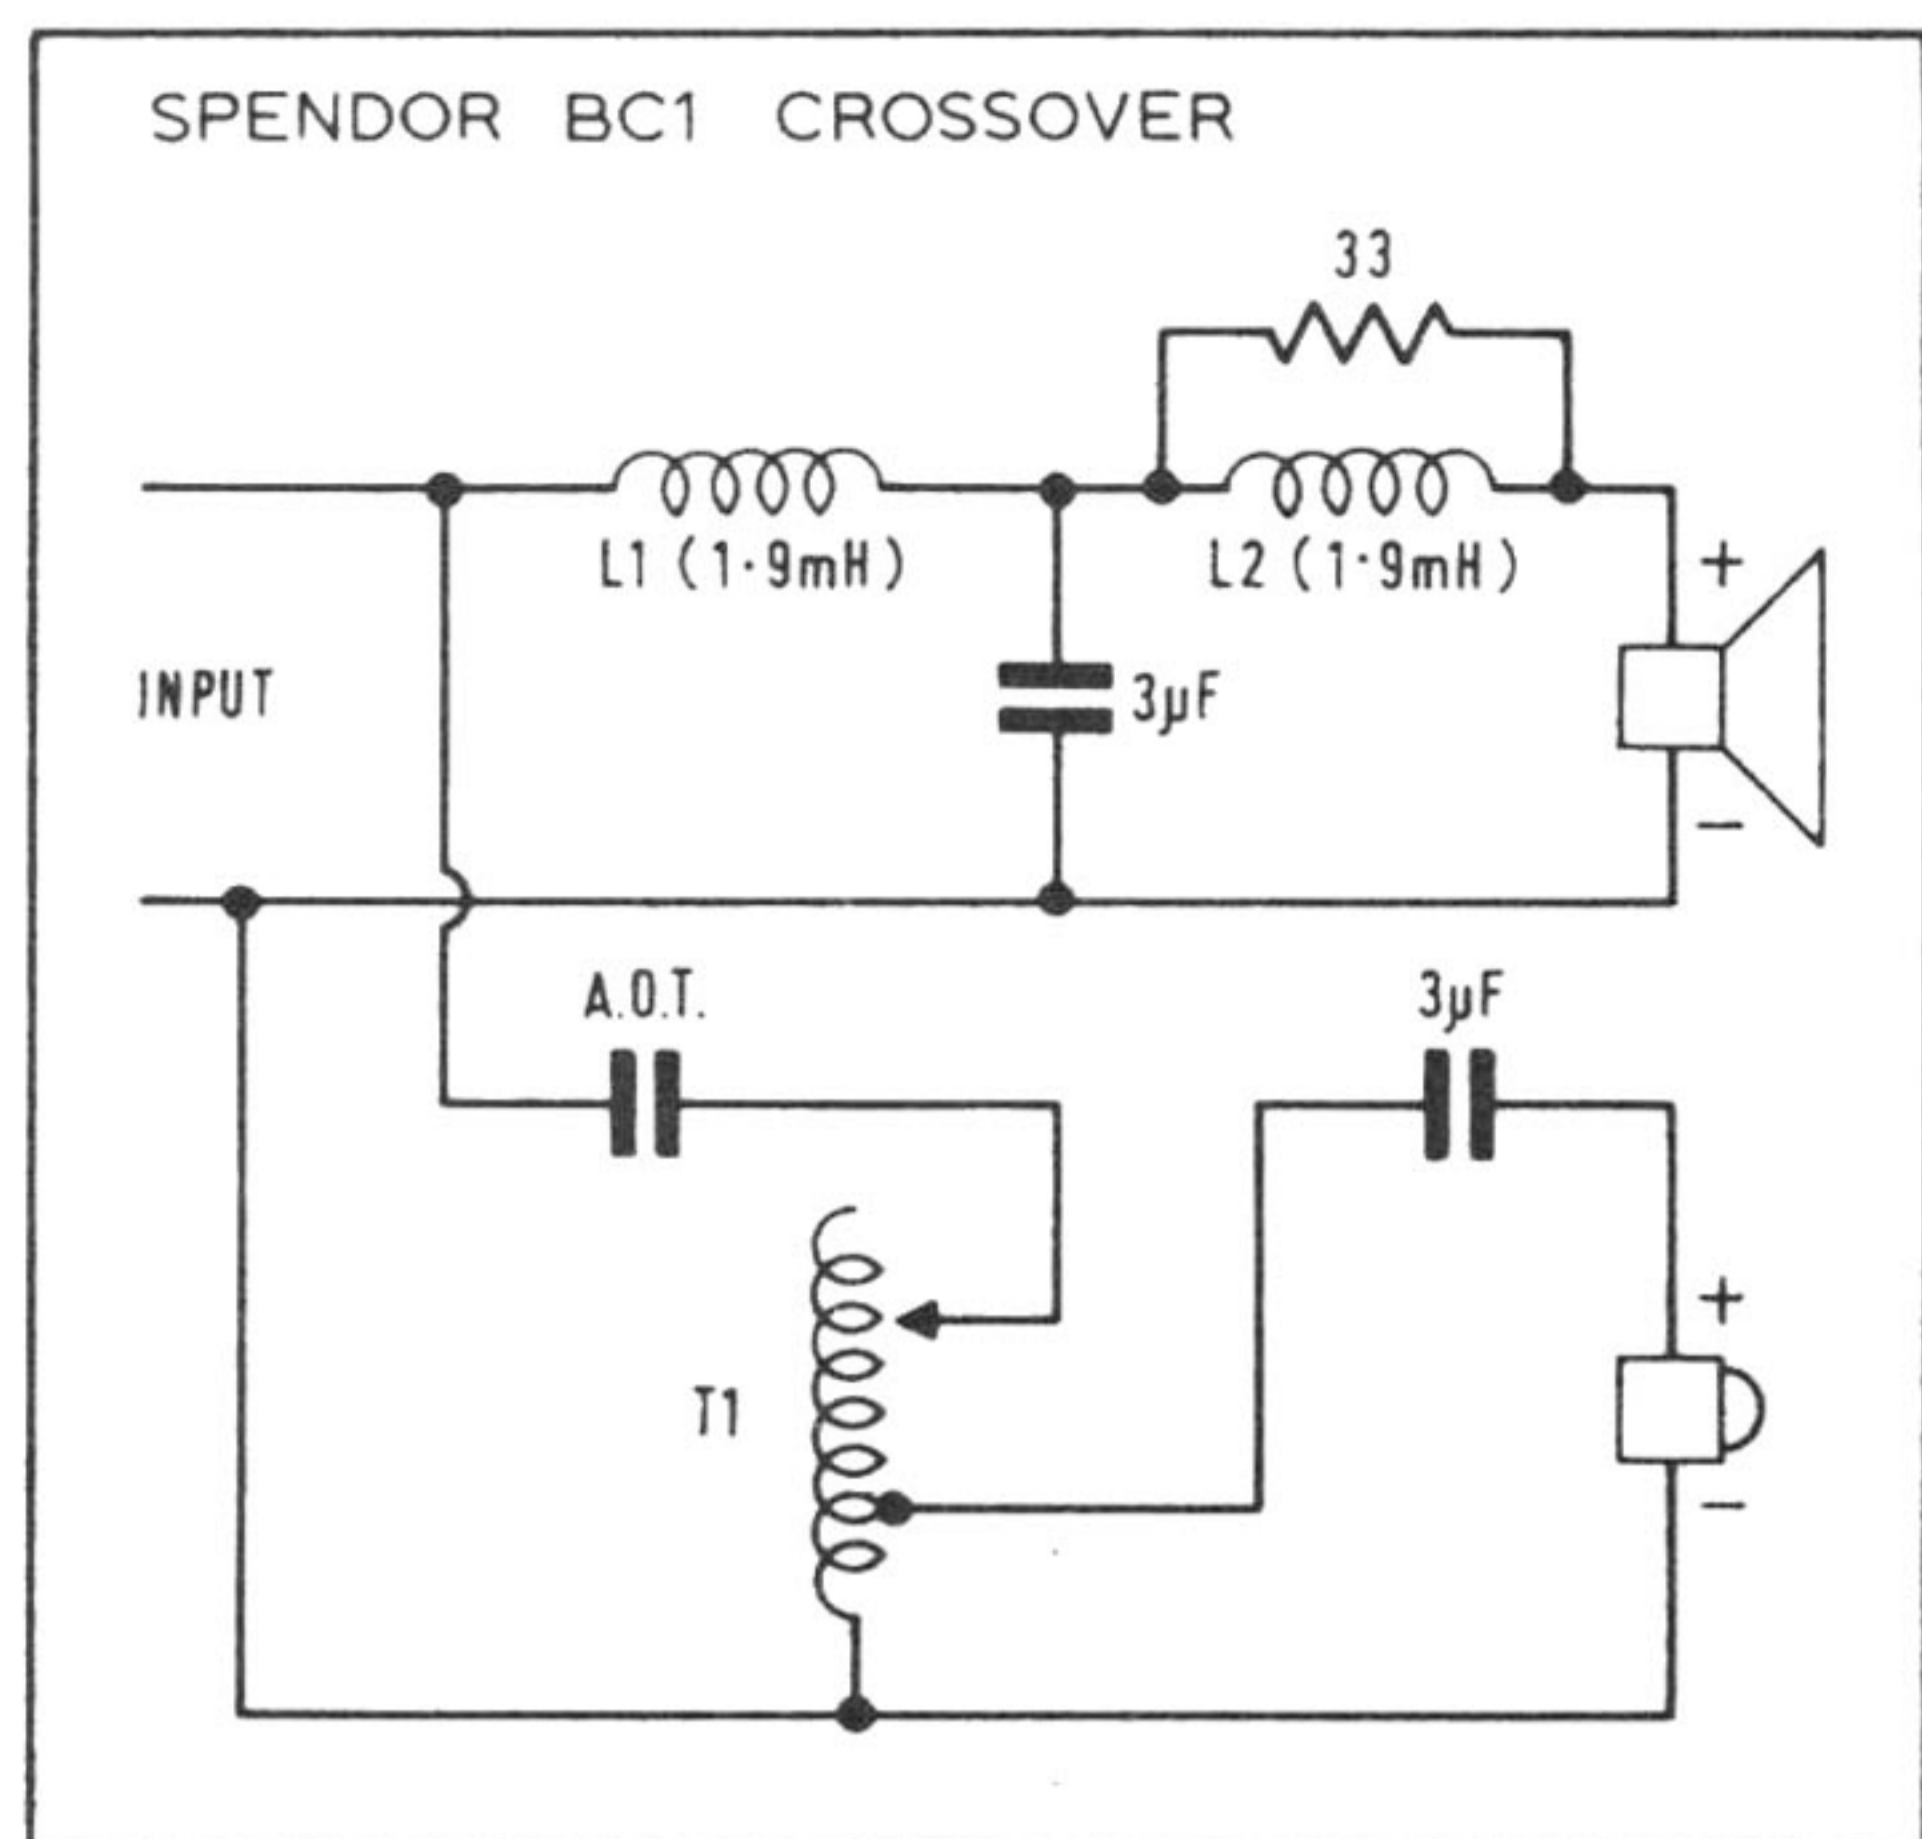 SPENDOR BC1 CROSSOVER
33
L1 (1·9mH)
L2 (1·9mH)
+
INPUT
3µF
−
A.O.T.
3µF
+
T1
−